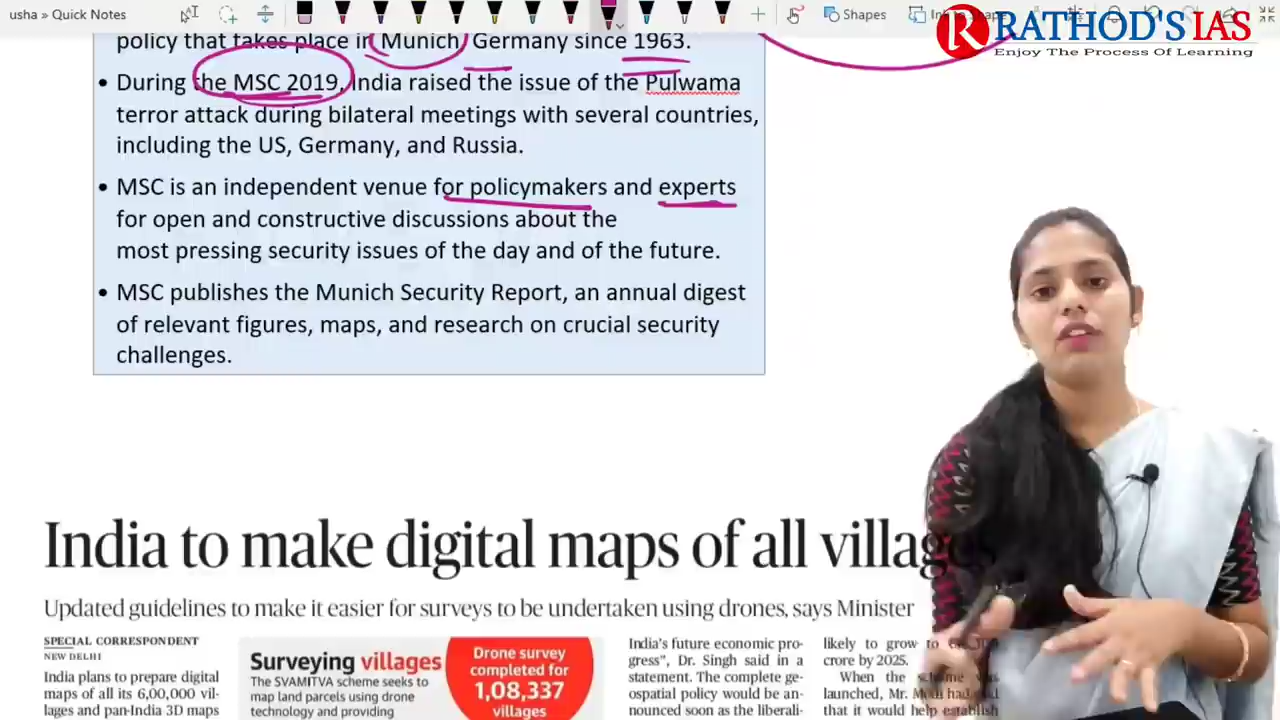 usha » Quick Notes
Shapes
RATHOD'S IAS
Enjoy The Process Of Learning
policy that takes place in Munich, Germany since 1963.
• During the MSC 2019, India raised the issue of the Pulwama
terror attack during bilateral meetings with several countries,
including the US, Germany, and Russia.
• MSC is an independent venue for policymakers and experts
for open and constructive discussions about the
most pressing security issues of the day and of the future.
• MSC publishes the Munich Security Report, an annual digest
of relevant figures, maps, and research on crucial security
challenges.
India to make digital maps of all villages
Updated guidelines to make it easier for surveys to be undertaken using drones, says Minister
SPECIAL CORRESPONDENT
NEW DELHI
India plans to prepare digital
maps of all its 6,00,000 vil-
lages and pan-India 3D maps
Surveying villages
The SVAMITVA scheme seeks to
map land parcels using drone
technology and providing
Drone survey
completed for
1,08,337
villages
India's future economic pro-
gress", Dr. Singh said in a
statement. The complete ge-
ospatial policy would be an-
nounced soon as the liberali-
likely to grow to
crore by 2025.
When the scheme was
launched, Mr. Modi had said
that it would help establish